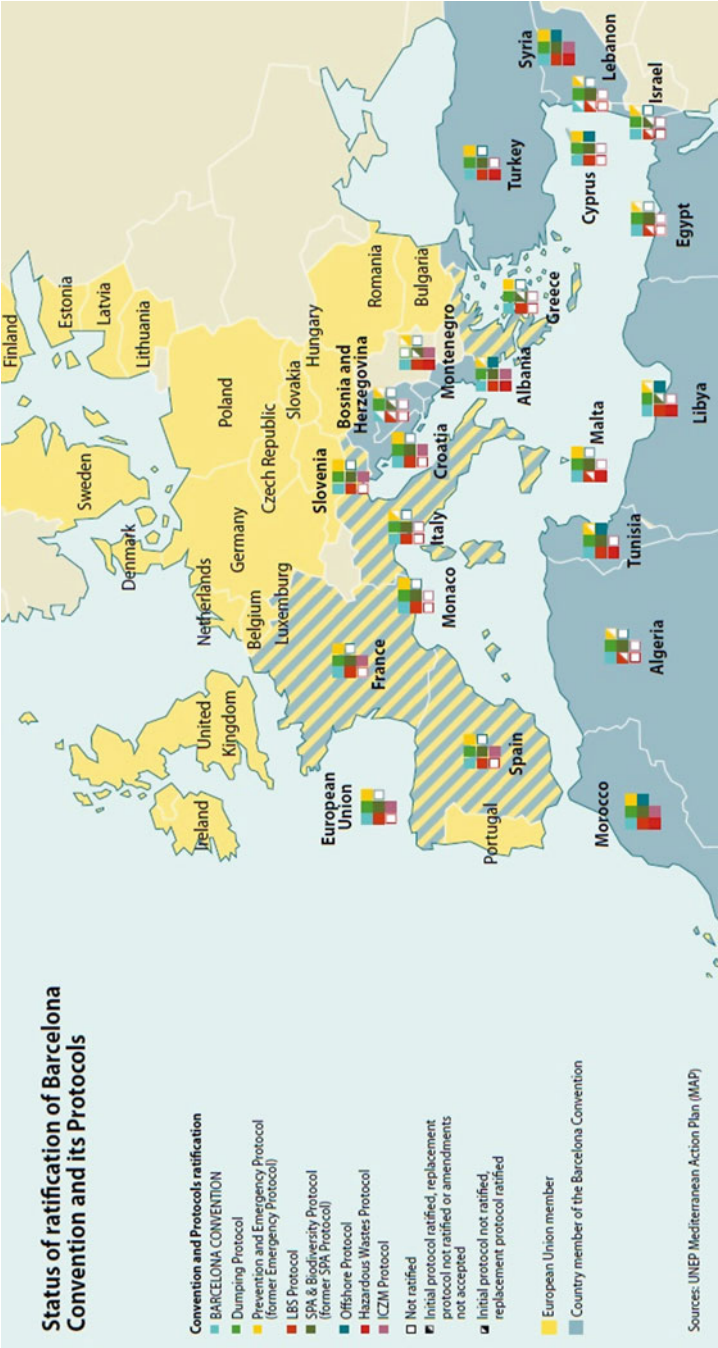 Status of ratification of Barcelona
Convention and its Protocols
Convention and Protocols ratification
BARCELONA CONVENTION
Dumping Protocol
Prevention and Emergency Protocol
(former Emergency Protocol)
LBS Protocol
SPA & Biodiversity Protocol
(former SPA Protocol)
Offshore Protocol
Hazardous Wastes Protocol
ICZM Protocol
Not ratified
Initial protocol ratified, replacement
protocol not ratified or amendments
not accepted
Initial protocol not ratified,
replacement protocol ratified
European Union member
Country member of the Barcelona Convention
Sources: UNEP Mediterranean Action Plan (MAP)
Finland
Estonia
Latvia
Lithuania
Sweden
Denmark
Ireland
United
Kingdom
Netherlands
Belgium
Luxemburg
Germany
Poland
Czech Republic
Slovakia
Hungary
Romania
Bulgaria
European
Union
France
Slovenia
Bosnia and
Herzegovina
Montenegro
Croatja
Italy
Monaco
Albania
Greece
Turkey
Portugal
Spain
Malta
Cyprus
Syria
Lebanon
Israel
Egypt
Libya
Tunisia
Algeria
Morocco